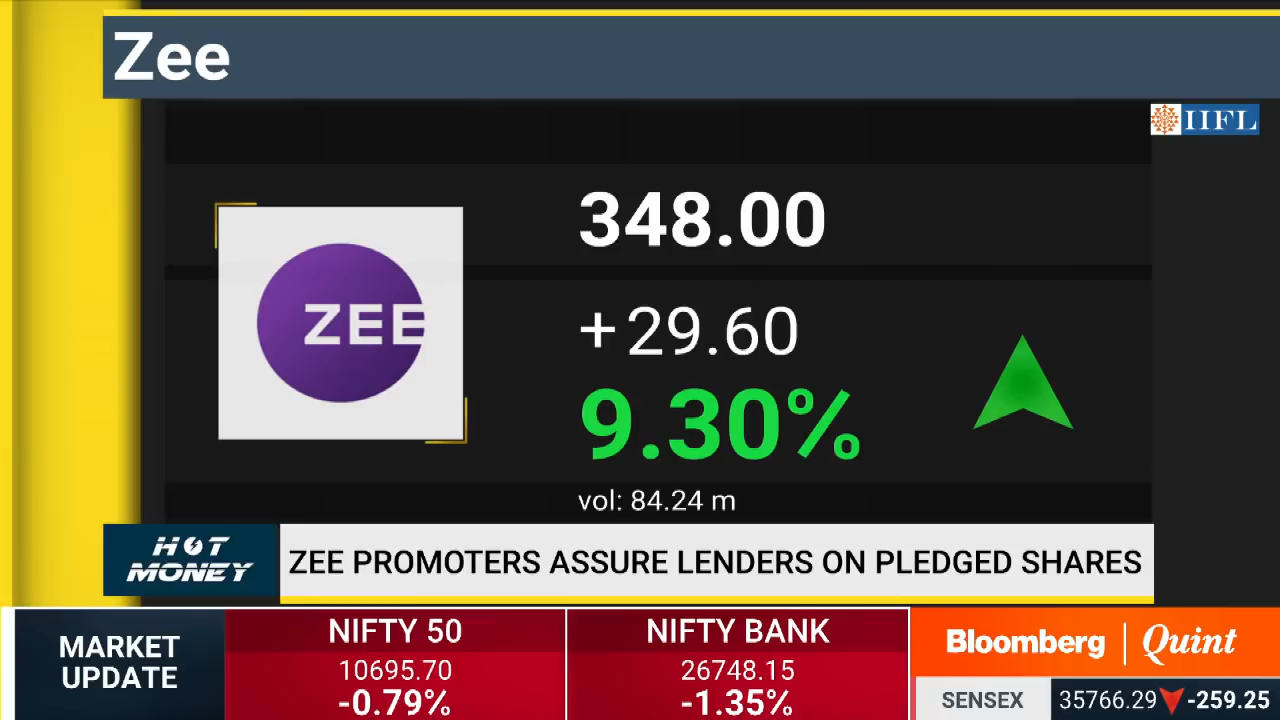 Zee
IIFL
ZEE
348.00
+29.60
9.30%
vol: 84.24 m
HOT
MONEY
ZEE PROMOTERS ASSURE LENDERS ON PLEDGED SHARES
MARKET
UPDATE
NIFTY 50
10695.70
-0.79%
NIFTY BANK
26748.15
-1.35%
Bloomberg | Quint
SENSEX 35766.29 -259.25